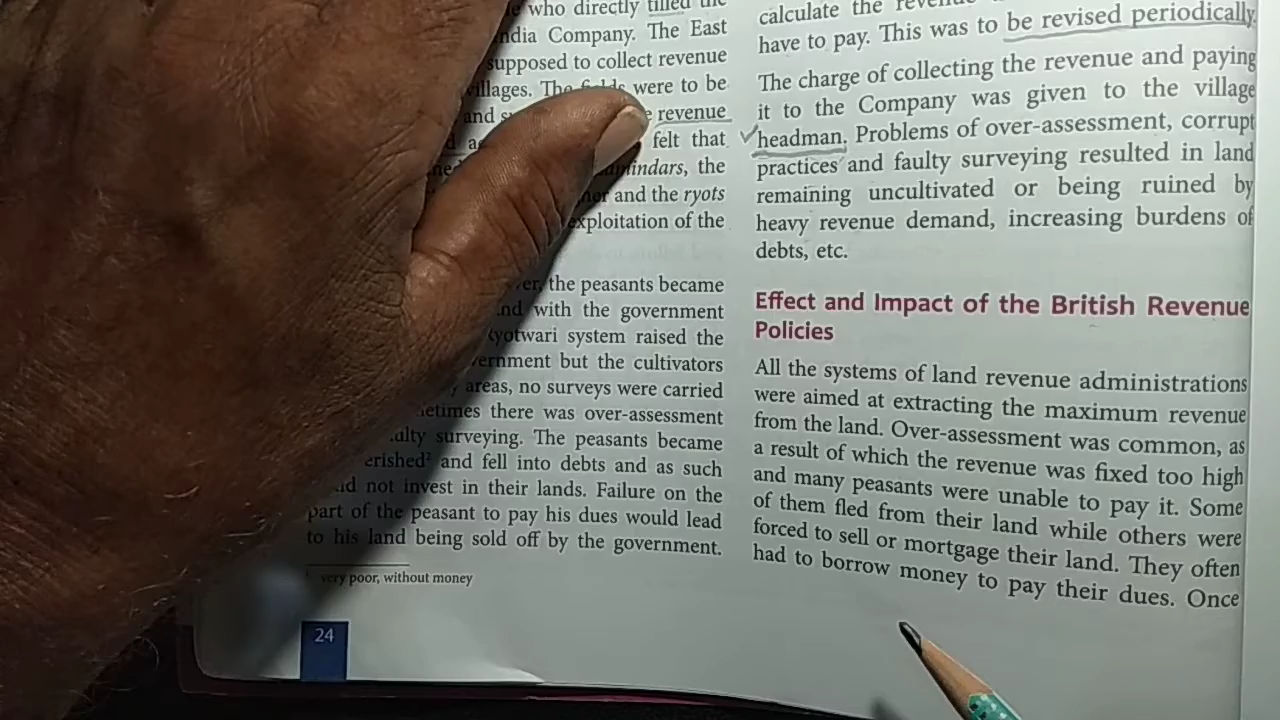 who directly tilled the
ndia Company. The East
supposed to collect revenue
villages. The fields were to be
and revenue
felt that
the
and the ryots
exploitation of the
the peasants became
with the government
system raised the
but the cultivators
areas, no surveys were carried
there was over-assessment
surveying. The peasants became
erished² and fell into debts and as such
not invest in their lands. Failure on the
part of the peasant to pay his dues would lead
to his land being sold off by the government.
very poor, without money
24
calculate the
have to pay. This was to be revised periodically.
The charge of collecting the revenue and paying
it to the Company was given to the village
headman. Problems of over-assessment, corrupt
practices and faulty surveying resulted in land
remaining uncultivated or being ruined by
heavy revenue demand, increasing burdens of
debts, etc.
Effect and Impact of the British Revenue
Policies
All the systems of land revenue administrations
were aimed at extracting the maximum revenue
from the land. Over-assessment was common, as
a result of which the revenue was fixed too high
and many peasants were unable to pay it. Some
of them fled from their land while others were
forced to sell or mortgage their land. They often
had to borrow money to pay their dues. Once